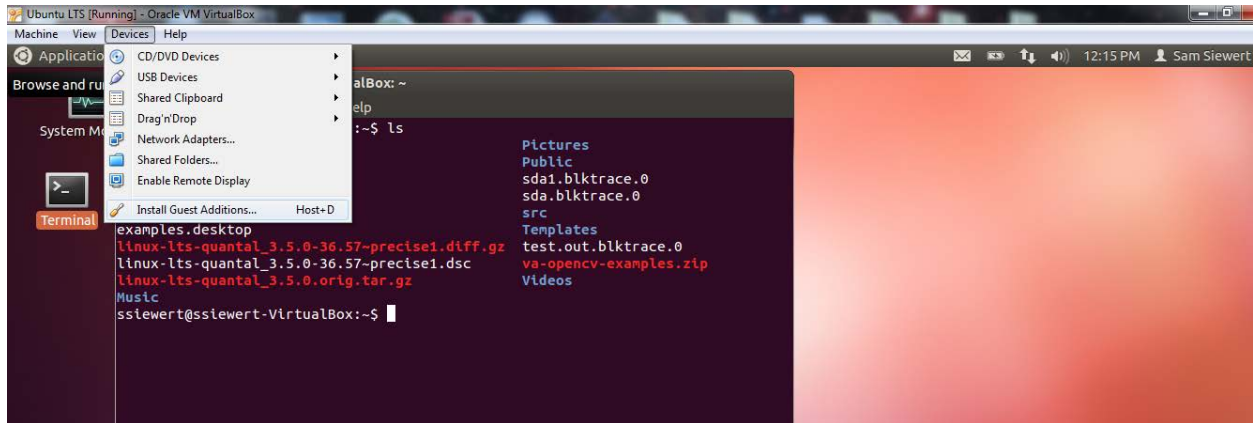 Ubuntu LTS [Running] - Oracle VM VirtualBox
Machine View Devices Help
Applicatio 12:15 PM Sam Siewert
CD/DVD Devices
Browse and ru USB Devices alBox: ~
Shared Clipboard elp
System Mo Drag'n'Drop :~$ ls
Network Adapters... Pictures
Shared Folders... Public
Enable Remote Display sda1.blktrace.0
sda.blktrace.0
Install Guest Additions... Host+D src
Terminal
examples.desktop Templates
linux-lts-quantal_3.5.0-36.57~precise1.diff.gz test.out.blktrace.0
linux-lts-quantal_3.5.0-36.57~precise1.dsc va-opencv-examples.zip
linux-lts-quantal_3.5.0.orig.tar.gz Videos
Music
ssiewert@ssiewert-VirtualBox:~$